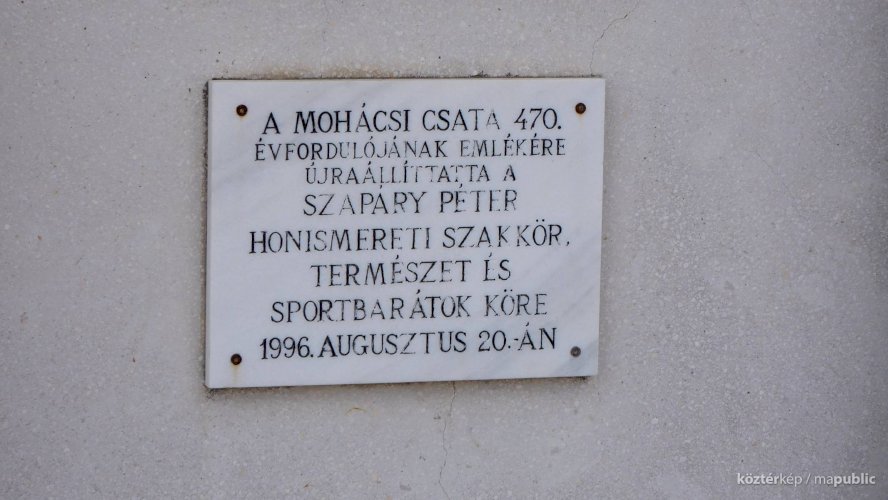 A MOHÁCSI CSATA 470.
ÉVFORDULÓJÁNAK EMLÉKÉRE
ÚJRAÁLLÍTTATTA A
SZAPÁRY PÉTER
HONISMERETI SZAKKÖR,
TERMÉSZET ÉS
SPORTBARÁTOK KÖRE
1996. AUGUSZTUS 20.-ÁN
köztérkép / mapublic